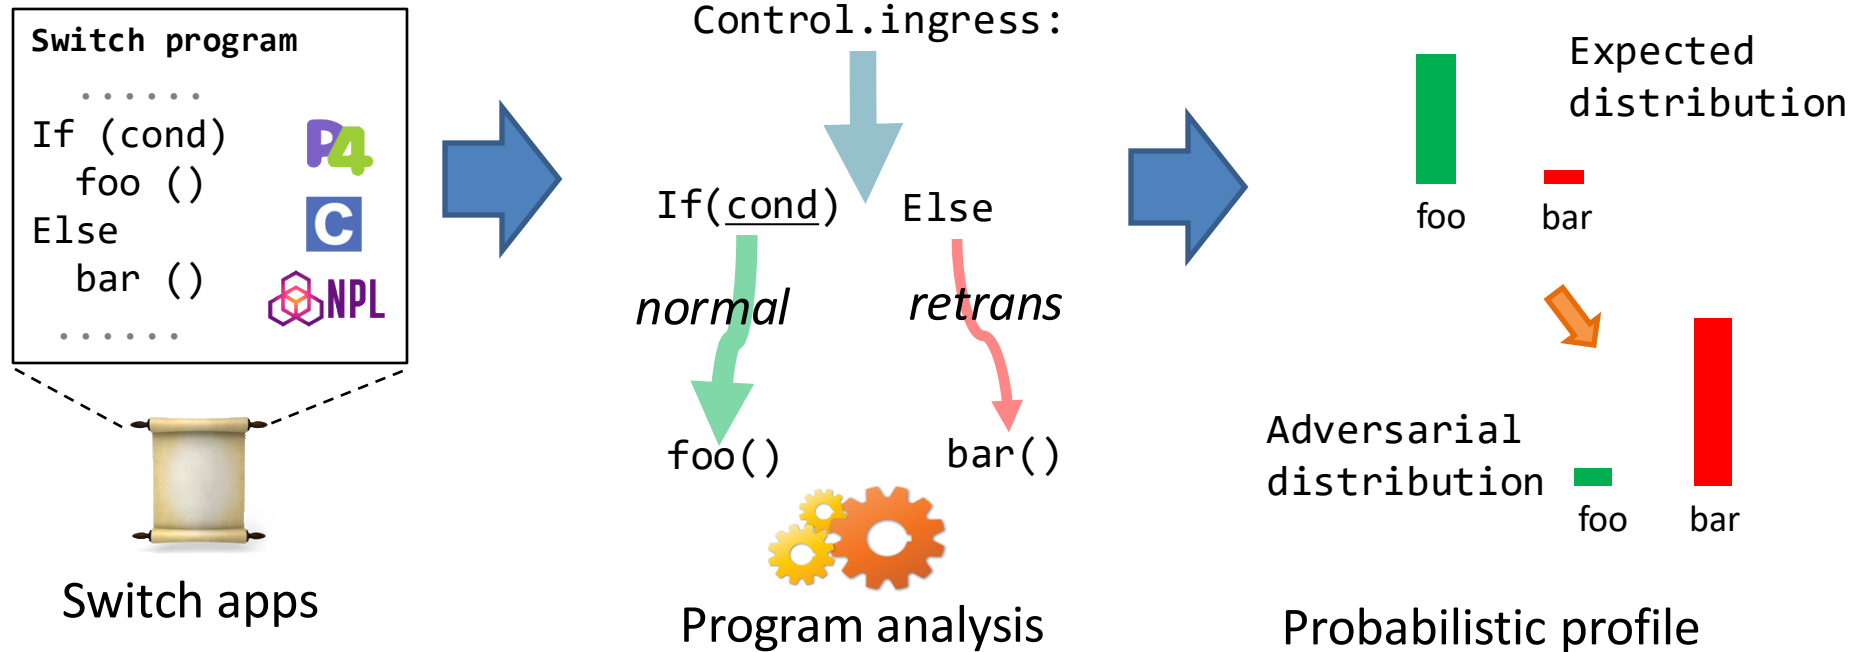 Switch program
......
If (cond)
foo ()
Else
bar ()
......
P4
C
NPL
Switch apps
Control.ingress:
If(cond) Else
normal retrans
foo() bar()
Program analysis
Expected
distribution
foo bar
Adversarial
distribution
foo bar
Probabilistic profile